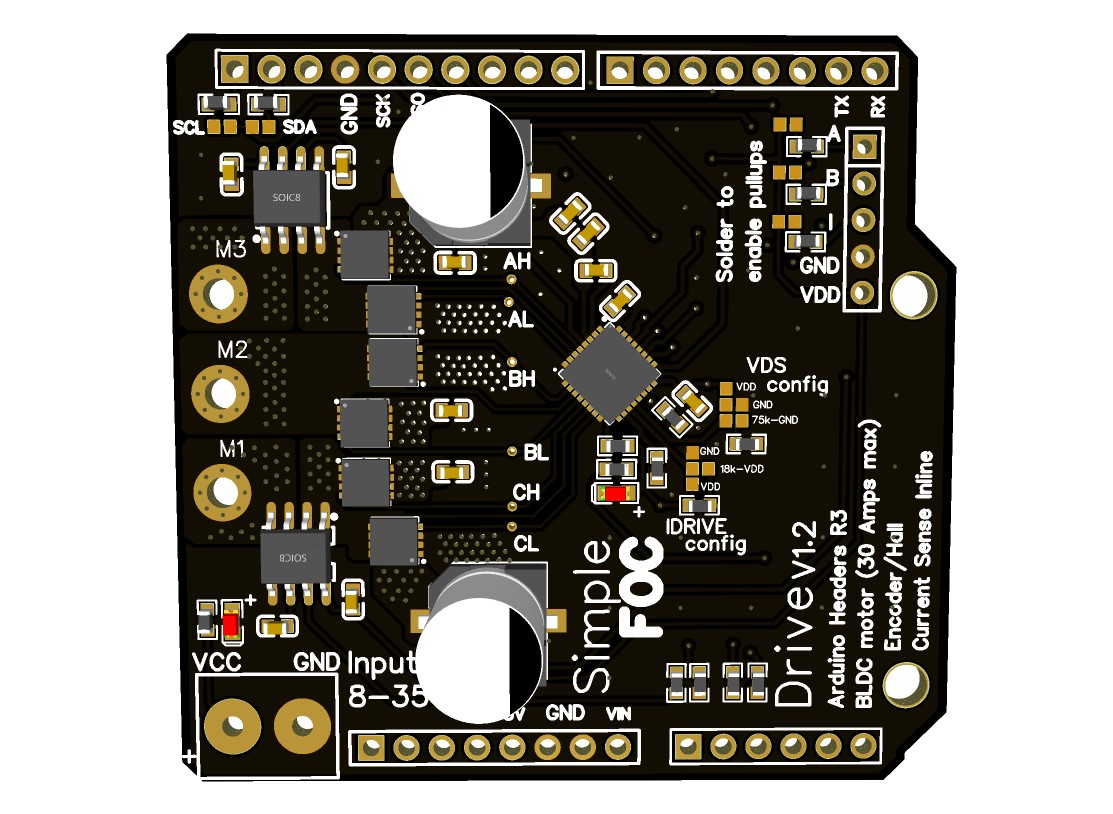 GND
SCK
TX
RX
SCL
SDA
SOIC8
A
B
I
GND
VDD
Solder to
enable pullups
M3
AH
AL
M2
BH
VDS
config
VDD
GND
75k-GND
M1
BL
GND
18k-VDD
VDD
CH
+
IDRIVE
config
CL
SOIC8
Simple
FOC
Drive v1.2
Arduino Headers R3
BLDC motor (30 Amps max)
Encoder/Hall
Current Sense Inline
+
VCC
GND
Input
8-35
GND
VIN
+